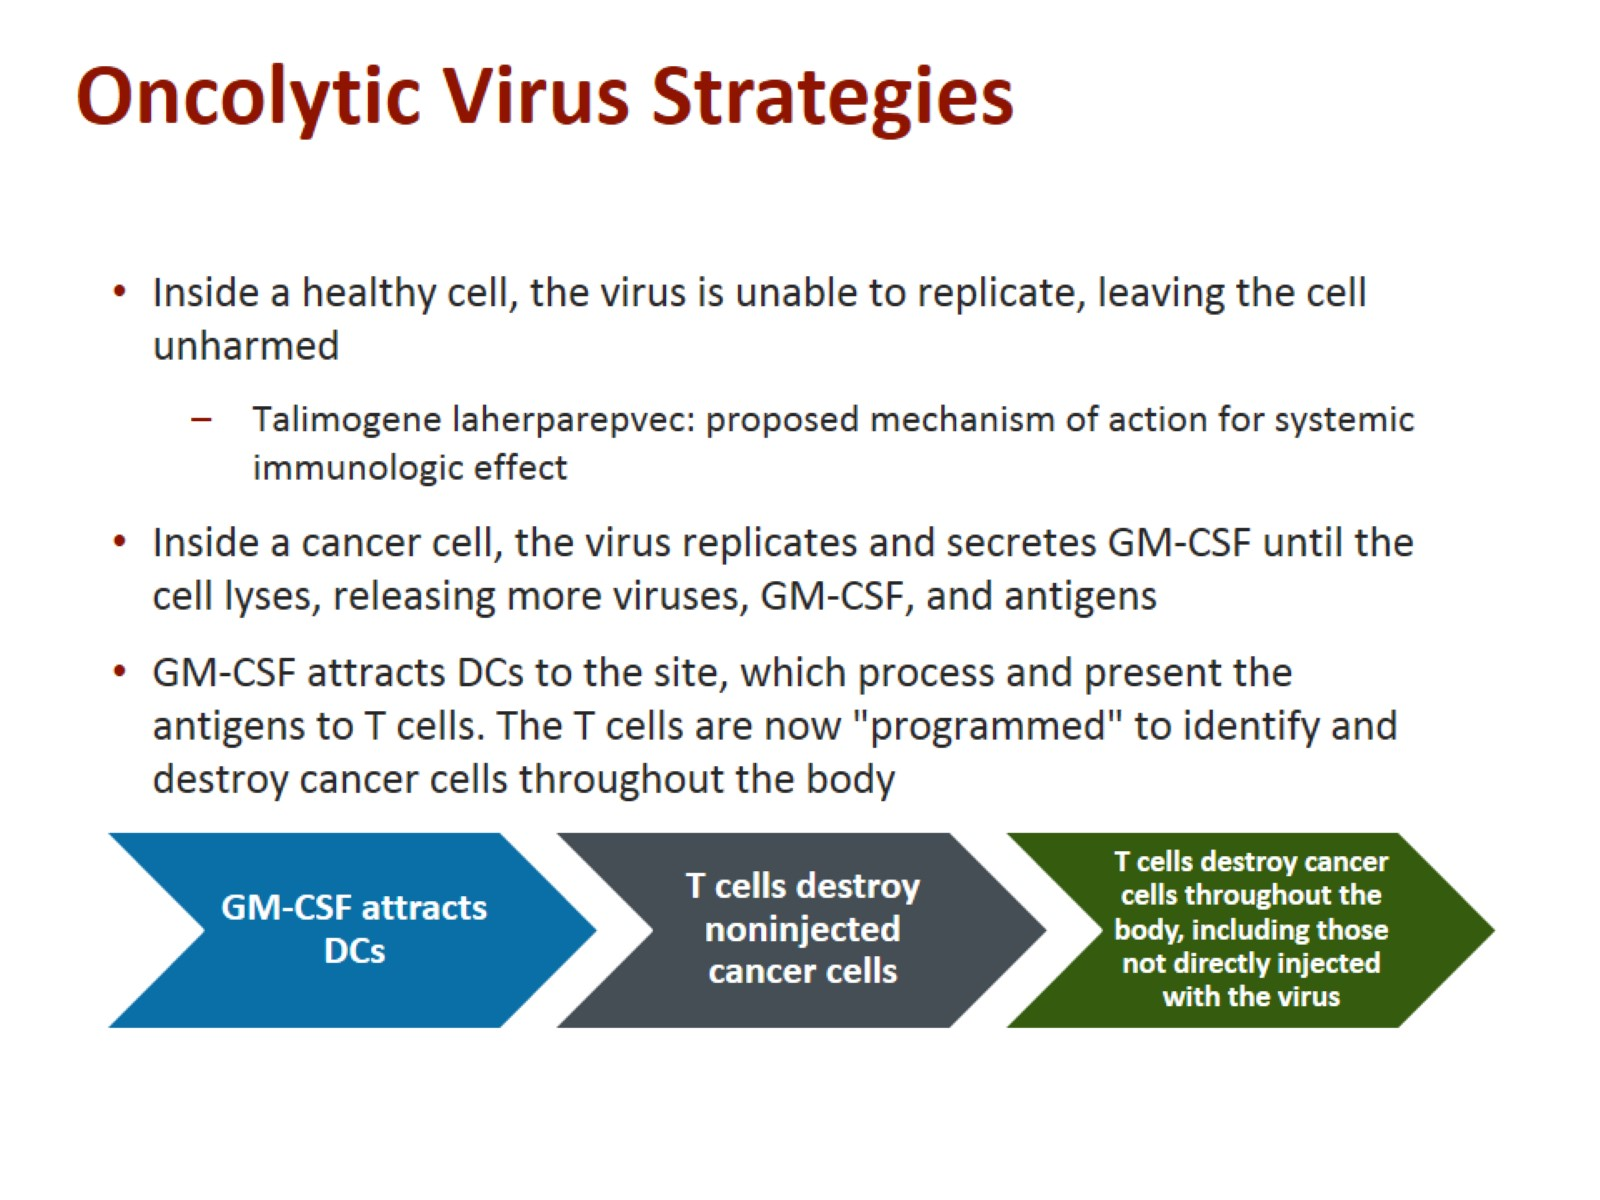 Oncolytic Virus Strategies
• Inside a healthy cell, the virus is unable to replicate, leaving the cell
unharmed
– Talimogene laherparepvec: proposed mechanism of action for systemic
immunologic effect
• Inside a cancer cell, the virus replicates and secretes GM-CSF until the
cell lyses, releasing more viruses, GM-CSF, and antigens
• GM-CSF attracts DCs to the site, which process and present the
antigens to T cells. The T cells are now "programmed" to identify and
destroy cancer cells throughout the body
GM-CSF attracts
DCs
T cells destroy
noninjected
cancer cells
T cells destroy cancer
cells throughout the
body, including those
not directly injected
with the virus